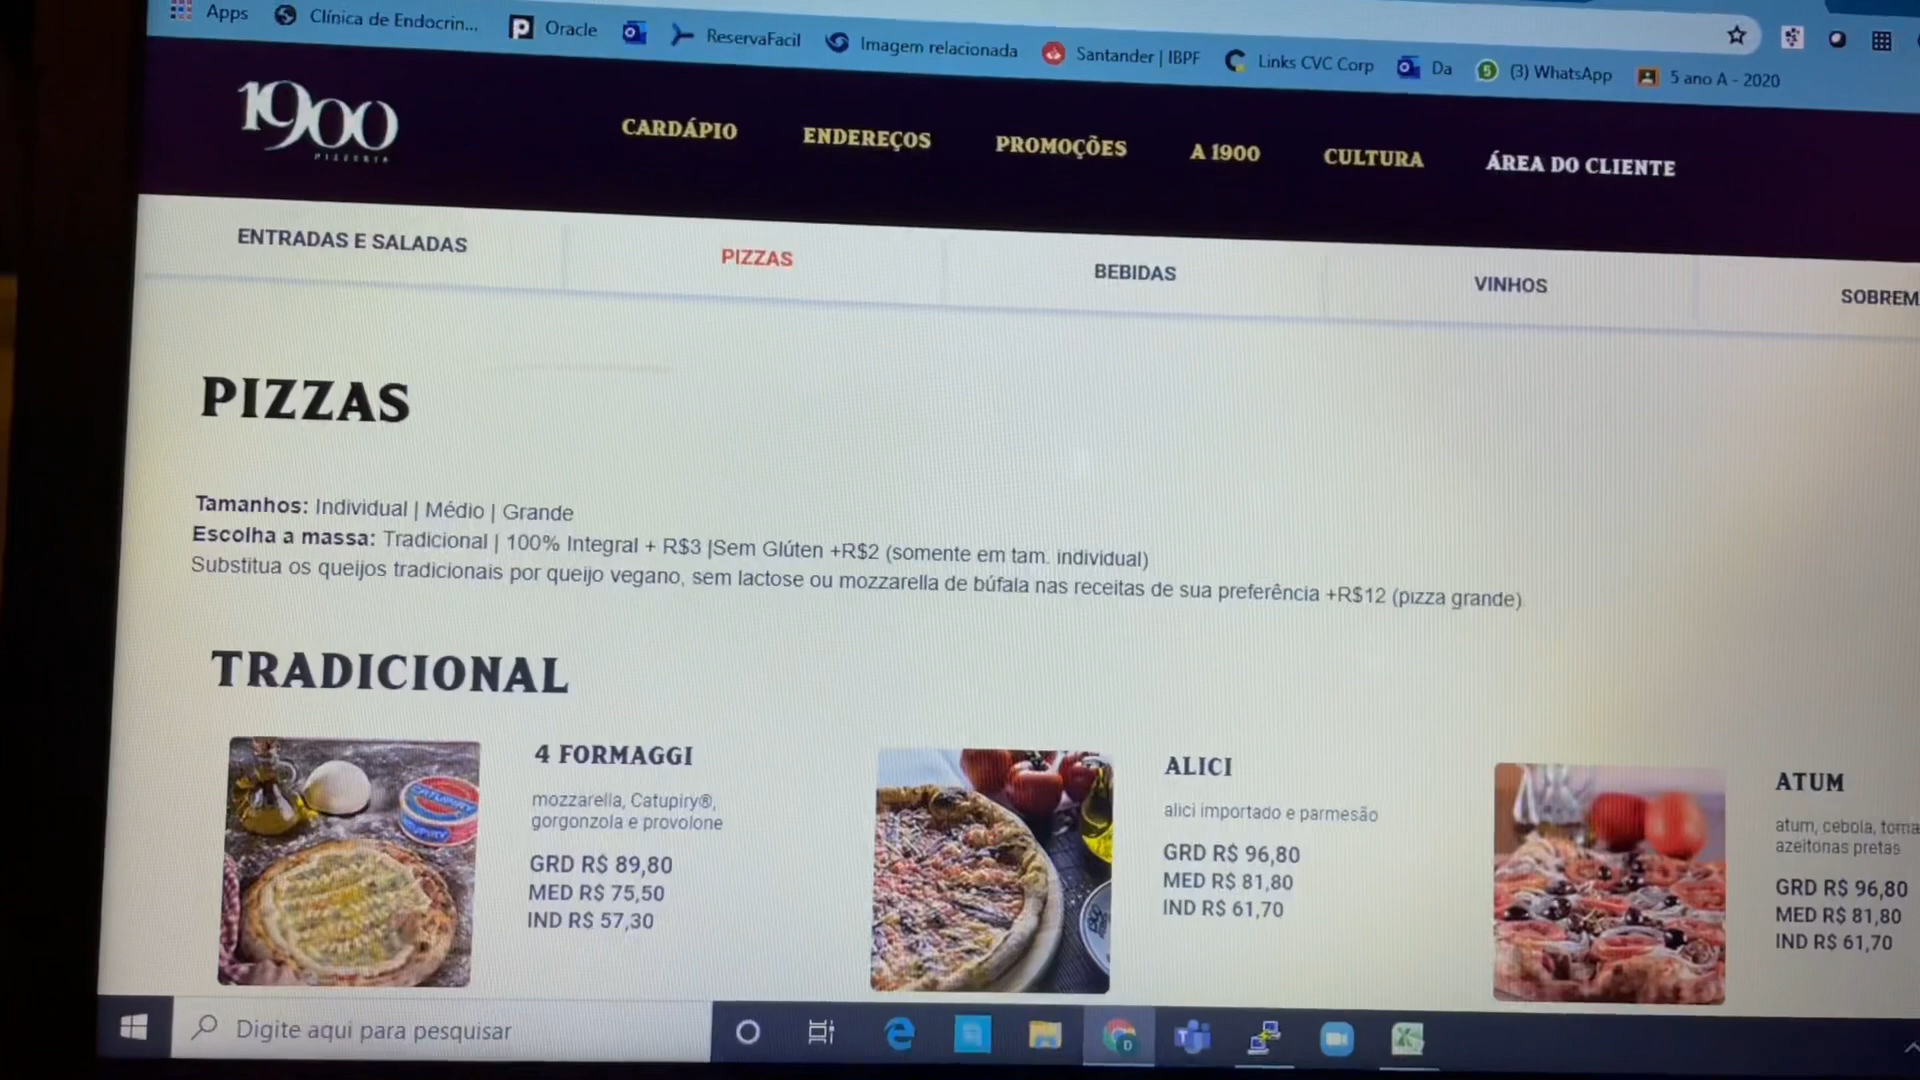 Apps
Clínica de Endocrin...
Oracle
ReservaFacil
Imagem relacionada
Santander | IBPF
Links CVC Corp
Da
(3) WhatsApp
5 ano A - 2020
1900
PIZZERIA
CARDÁPIO
ENDEREÇOS
PROMOÇÕES
A 1900
CULTURA
ÁREA DO CLIENTE
ENTRADAS E SALADAS
PIZZAS
BEBIDAS
VINHOS
SOBREM
PIZZAS
Tamanhos: Individual | Médio | Grande
Escolha a massa: Tradicional | 100% Integral + R$3 |Sem Glúten +R$2 (somente em tam. individual)
Substitua os queijos tradicionais por queijo vegano, sem lactose ou mozzarella de búfala nas receitas de sua preferência +R$12 (pizza grande)
TRADICIONAL
CATUPIRY
CATUPIRY
4 FORMAGGI
mozzarella, Catupiry®,
gorgonzola e provolone
GRD R$ 89,80
MED R$ 75,50
IND R$ 57,30
ALICI
alici importado e parmesão
GRD R$ 96,80
MED R$ 81,80
IND R$ 61,70
ATUM
atum, cebola, toma
azeitonas pretas
GRD R$ 96,80
MED R$ 81,80
IND R$ 61,70
Digite aqui para pesquisar